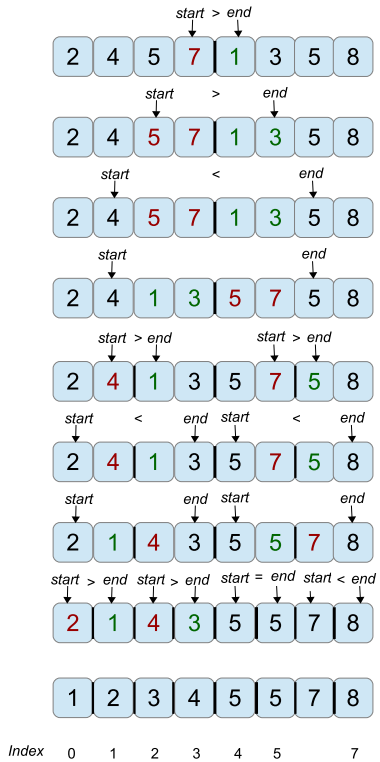 start > end
2 4 5 7 1 3 5 8
start > end
2 4 5 7 1 3 5 8
start < end
2 4 5 7 1 3 5 8
start end
2 4 1 3 5 7 5 8
start > end start > end
2 4 1 3 5 7 5 8
start < end start < end
2 4 1 3 5 7 5 8
start end start end
2 1 4 3 5 5 7 8
start > end start > end start = end start < end
2 1 4 3 5 5 7 8
1 2 3 4 5 5 7 8
Index 0 1 2 3 4 5 7